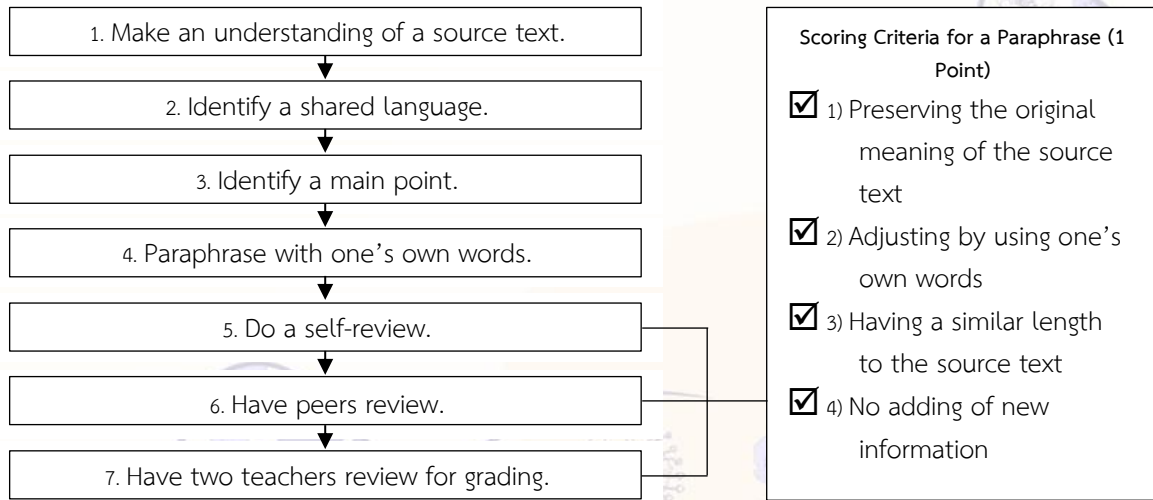 1. Make an understanding of a source text.
2. Identify a shared language.
3. Identify a main point.
4. Paraphrase with one's own words.
5. Do a self-review.
6. Have peers review.
7. Have two teachers review for grading.
Scoring Criteria for a Paraphrase (1
Point)
☑ 1) Preserving the original
meaning of the source
text
☑ 2) Adjusting by using one's
own words
☑ 3) Having a similar length
to the source text
☑ 4) No adding of new
information